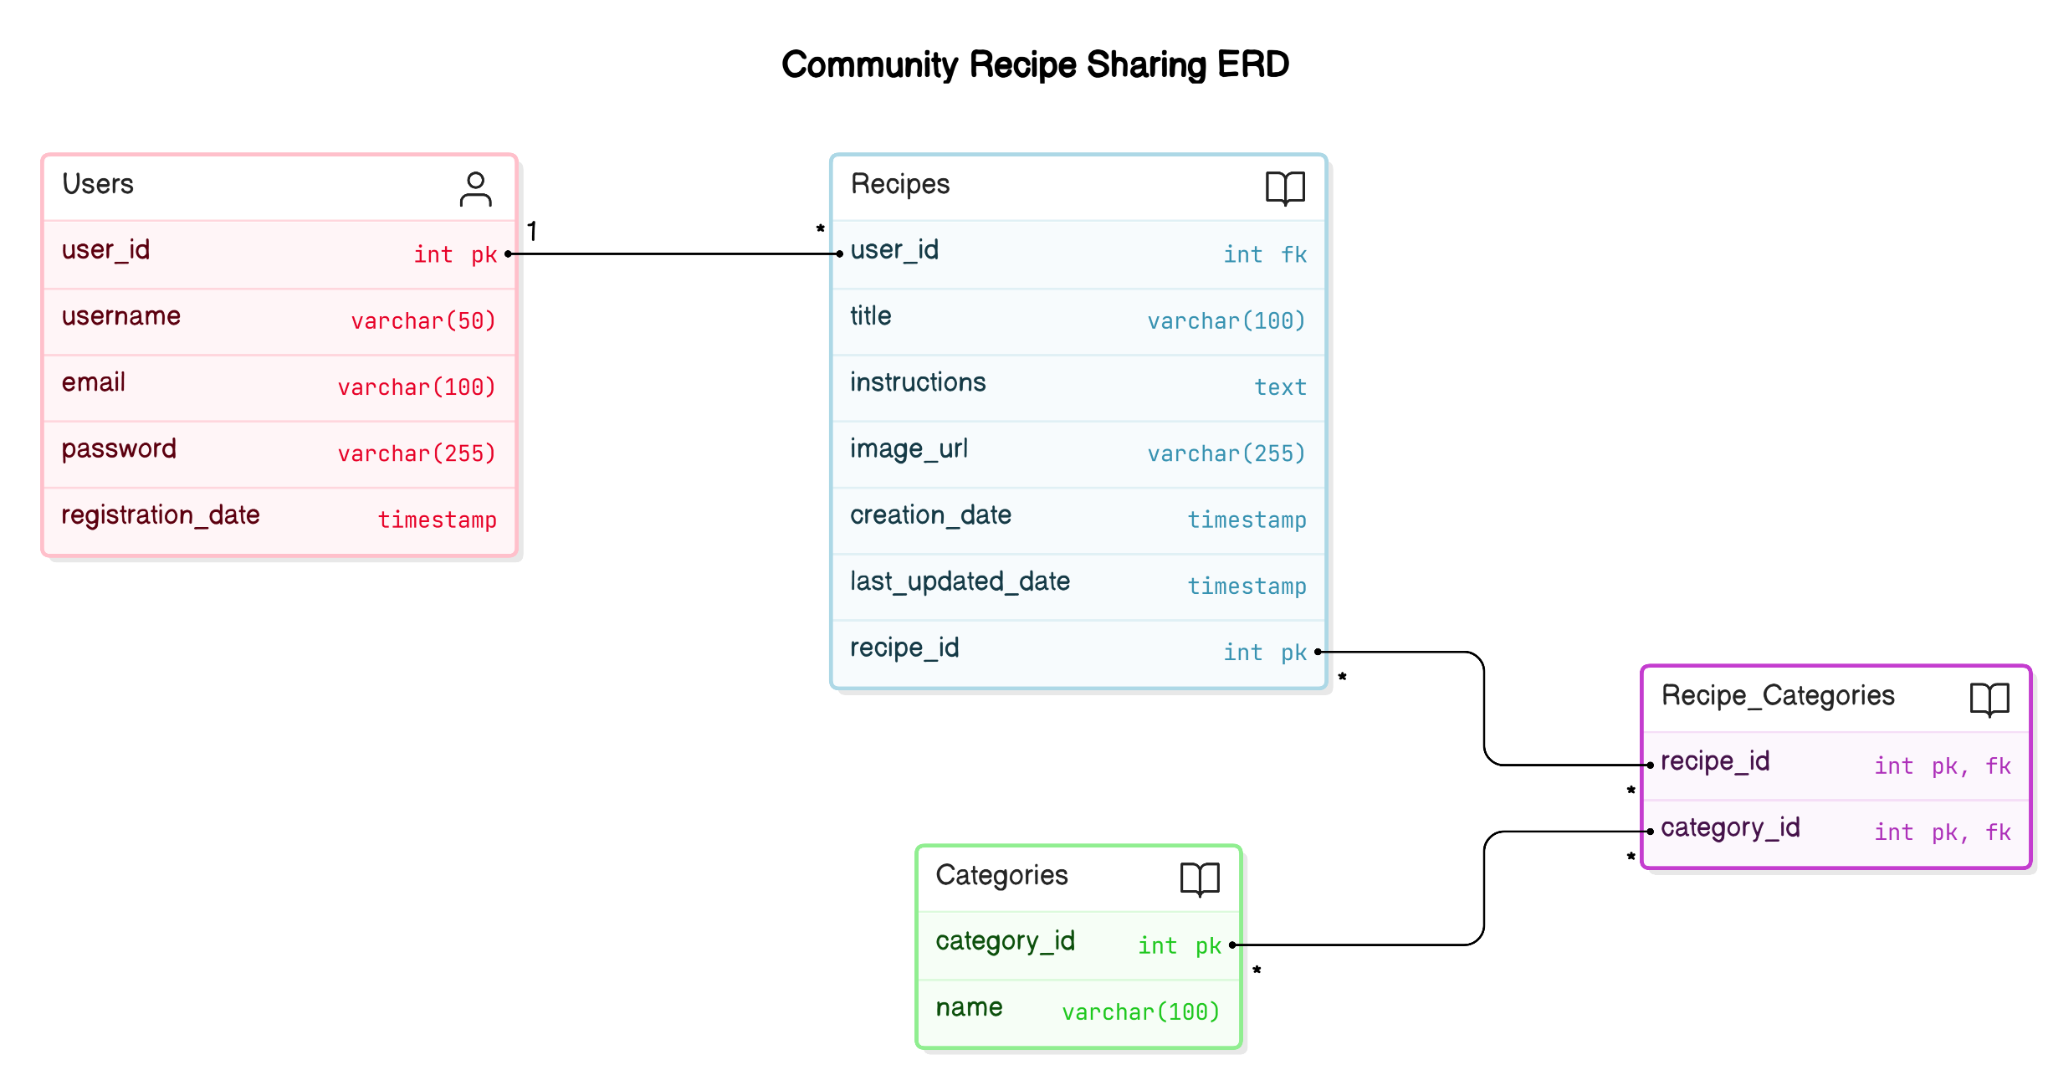 Community Recipe Sharing ERD
Users
user_id int pk
username varchar(50)
email varchar(100)
password varchar(255)
registration_date timestamp
1
*
Recipes
user_id int fk
title varchar(100)
instructions text
image_url varchar(255)
creation_date timestamp
last_updated_date timestamp
recipe_id int pk
*
Recipe_Categories
recipe_id int pk, fk
*
category_id int pk, fk
*
Categories
category_id int pk
*
name varchar(100)